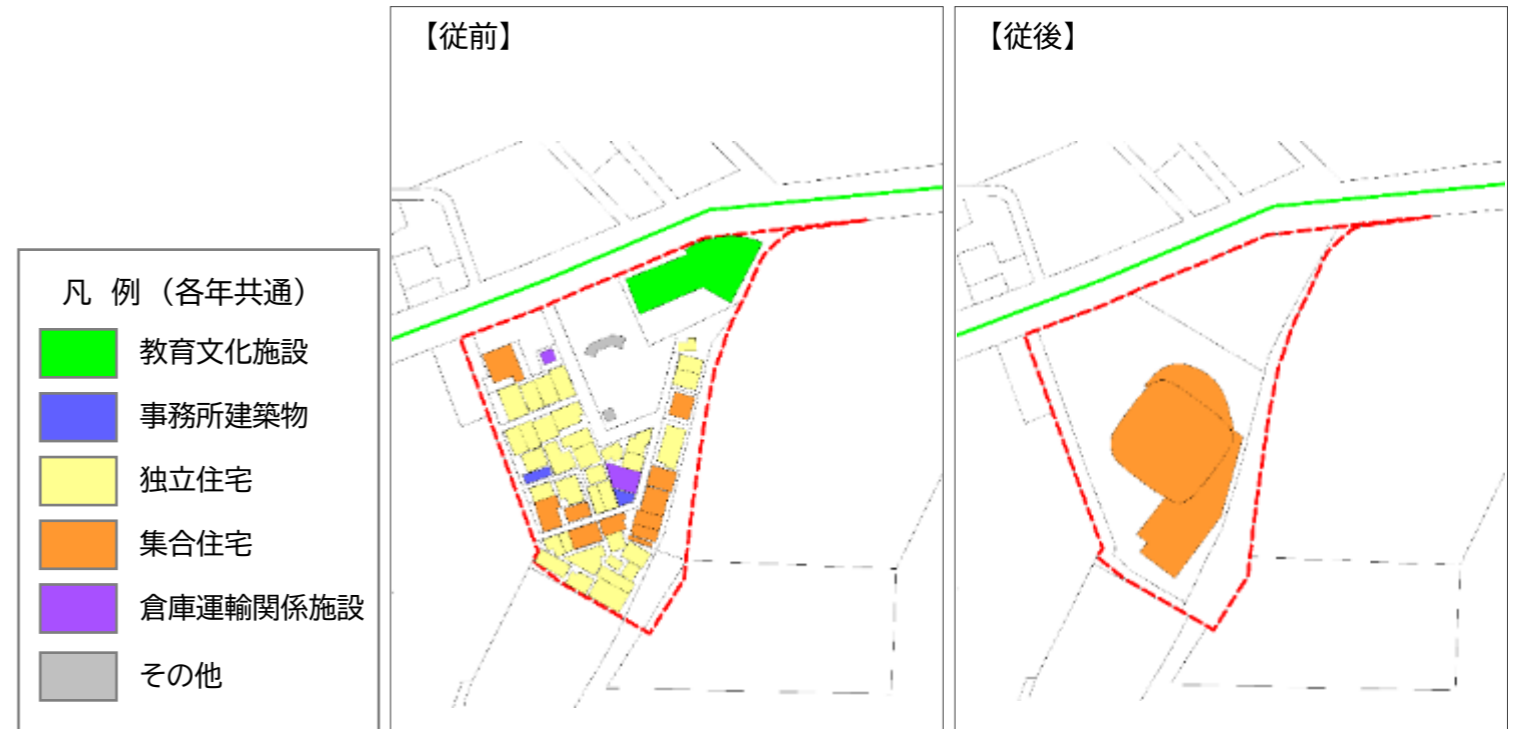 【従前】
【従後】
凡 例（各年共通）
教育文化施設
事務所建築物
独立住宅
集合住宅
倉庫運輸関係施設
その他